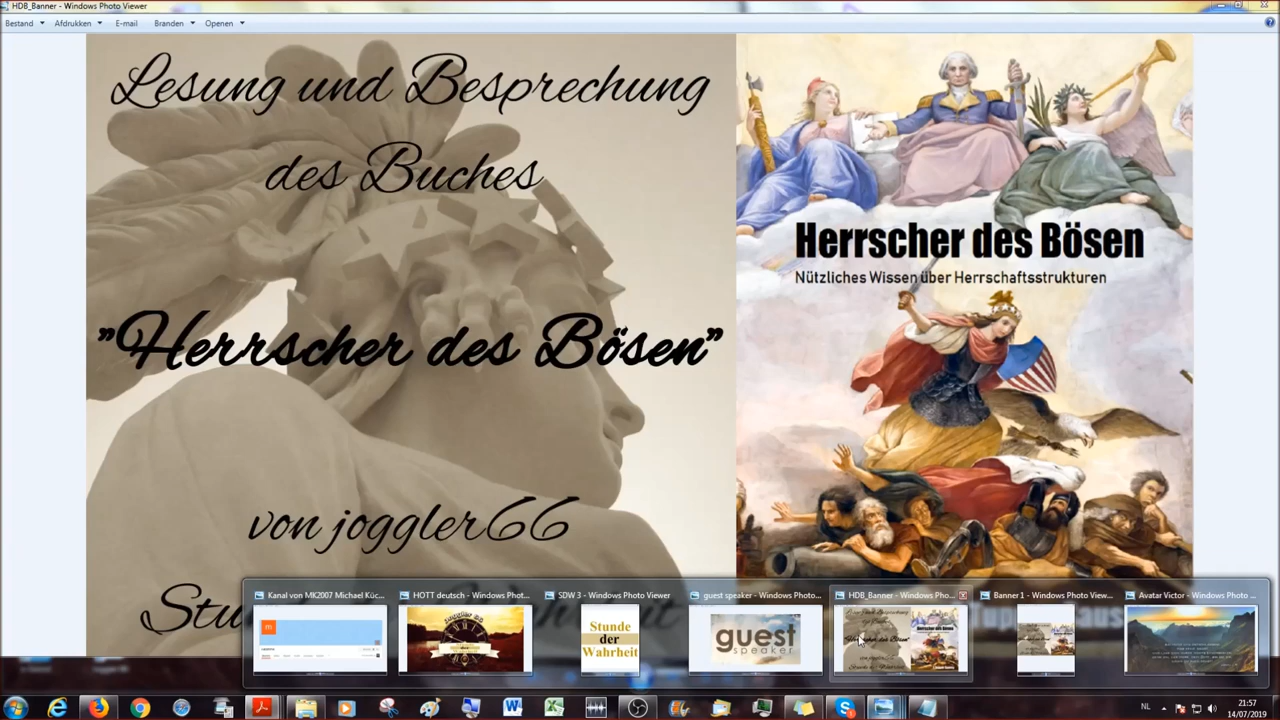 HDB_Banner - Windows Photo Viewer
Bestand Afdrukken E-mail Branden Openen
Lesung und Besprechung
des Buches
"Herrscher des Bösen"
von joggler66
Herrscher des Bösen
Nützliches Wissen über Herrschaftsstrukturen
Kanal von MK2007 Michael Küc...
HOTT deutsch - Windows Phot...
SDW 3 - Windows Photo Viewer
guest speaker - Windows Photo...
HDB_Banner - Windows Pho...
Banner 1 - Windows Photo View...
Avatar Victor - Windows Photo ...
joggler 66
Stunde
der
Wahrheit
guest
speaker
NL
21:57
14/07/2019